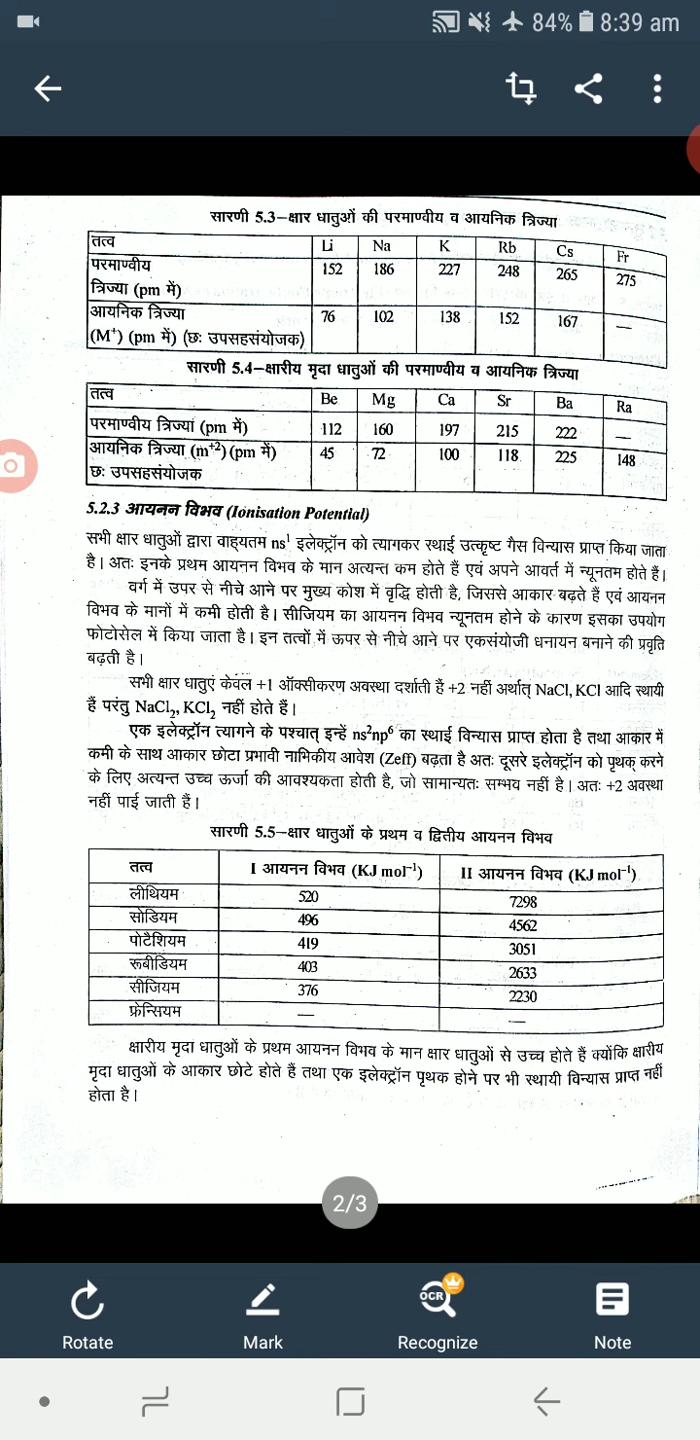 84% 8:39 am
सारणी 5.3–क्षार धातुओं की परमाण्वीय व आयनिक त्रिज्या
तत्व Li Na K Rb Cs Fr
परमाण्वीय त्रिज्या (pm में) 152 186 227 248 265 275
आयनिक त्रिज्या (M⁺) (pm में) (छः उपसहसंयोजक) 76 102 138 152 167 —
सारणी 5.4–क्षारीय मृदा धातुओं की परमाण्वीय व आयनिक त्रिज्या
तत्व Be Mg Ca Sr Ba Ra
परमाण्वीय त्रिज्या (pm में) 112 160 197 215 222 —
आयनिक त्रिज्या (m⁺²) (pm में) छः उपसहसंयोजक 45 72 100 118 225 148
5.2.3 आयनन विभव (Ionisation Potential)
सभी क्षार धातुओं द्वारा वाह्यतम ns¹ इलेक्ट्रॉन को त्यागकर स्थाई उत्कृष्ट गैस विन्यास प्राप्त किया जाता
है। अतः इनके प्रथम आयनन विभव के मान अत्यन्त कम होते हैं एवं अपने आवर्त में न्यूनतम होते हैं।
वर्ग में उपर से नीचे आने पर मुख्य कोश में वृद्धि होती है, जिससे आकार बढ़ते हैं एवं आयनन
विभव के मानों में कमी होती है। सीजियम का आयनन विभव न्यूनतम होने के कारण इसका उपयोग
फोटोसेल में किया जाता है। इन तत्वों में ऊपर से नीचे आने पर एकसंयोजी धनायन बनाने की प्रवृति
बढ़ती है।
सभी क्षार धातुएं केवल +1 ऑक्सीकरण अवस्था दर्शाती हैं +2 नहीं अर्थात् NaCl, KCl आदि स्थायी
हैं परंतु NaCl₂, KCl₂ नहीं होते हैं।
एक इलेक्ट्रॉन त्यागने के पश्चात् इन्हें ns²np⁶ का स्थाई विन्यास प्राप्त होता है तथा आकार में
कमी के साथ आकार छोटा प्रभावी नाभिकीय आवेश (Zeff) बढ़ता है अतः दूसरे इलेक्ट्रॉन को पृथक् करने
के लिए अत्यन्त उच्च ऊर्जा की आवश्यकता होती है, जो सामान्यतः सम्भव नहीं है। अतः +2 अवस्था
नहीं पाई जाती हैं।
सारणी 5.5–क्षार धातुओं के प्रथम व द्वितीय आयनन विभव
तत्व I आयनन विभव (KJ mol⁻¹) II आयनन विभव (KJ mol⁻¹)
लीथियम 520 7298
सोडियम 496 4562
पोटैशियम 419 3051
रूबीडियम 403 2633
सीजियम 376 2230
फ्रेन्सियम — —
क्षारीय मृदा धातुओं के प्रथम आयनन विभव के मान क्षार धातुओं से उच्च होते हैं क्योंकि क्षारीय
मृदा धातुओं के आकार छोटे होते हैं तथा एक इलेक्ट्रॉन पृथक होने पर भी स्थायी विन्यास प्राप्त नहीं
होता है।
2/3
OCR
Rotate Mark Recognize Note